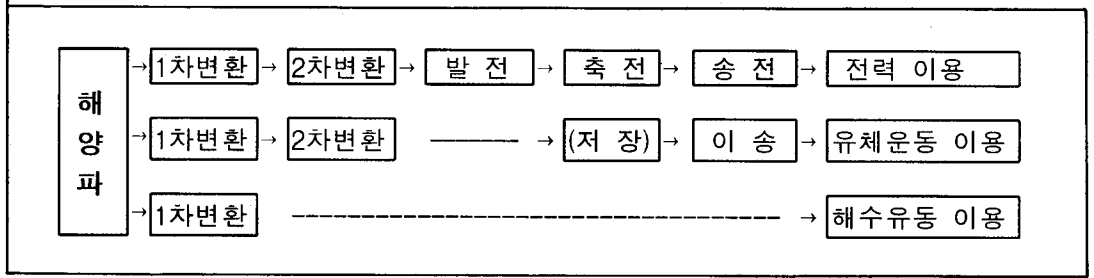 해양파
→ 1차변환 → 2차변환 → 발 전 → 축 전 → 송 전 → 전력 이용
→ 1차변환 → 2차변환 → (저 장) → 이 송 → 유체운동 이용
→ 1차변환 → 해수유동 이용